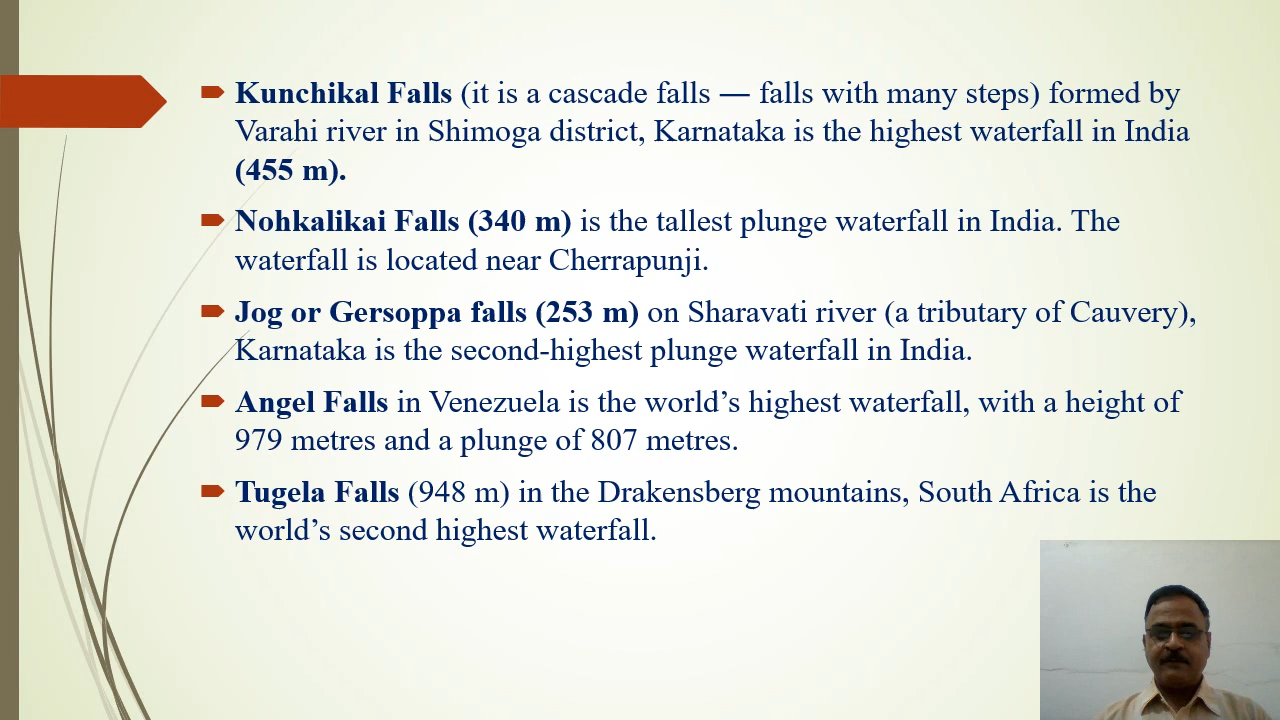 Kunchikal Falls (it is a cascade falls — falls with many steps) formed by
Varahi river in Shimoga district, Karnataka is the highest waterfall in India
(455 m).
Nohkalikai Falls (340 m) is the tallest plunge waterfall in India. The
waterfall is located near Cherrapunji.
Jog or Gersoppa falls (253 m) on Sharavati river (a tributary of Cauvery),
Karnataka is the second-highest plunge waterfall in India.
Angel Falls in Venezuela is the world’s highest waterfall, with a height of
979 metres and a plunge of 807 metres.
Tugela Falls (948 m) in the Drakensberg mountains, South Africa is the
world’s second highest waterfall.